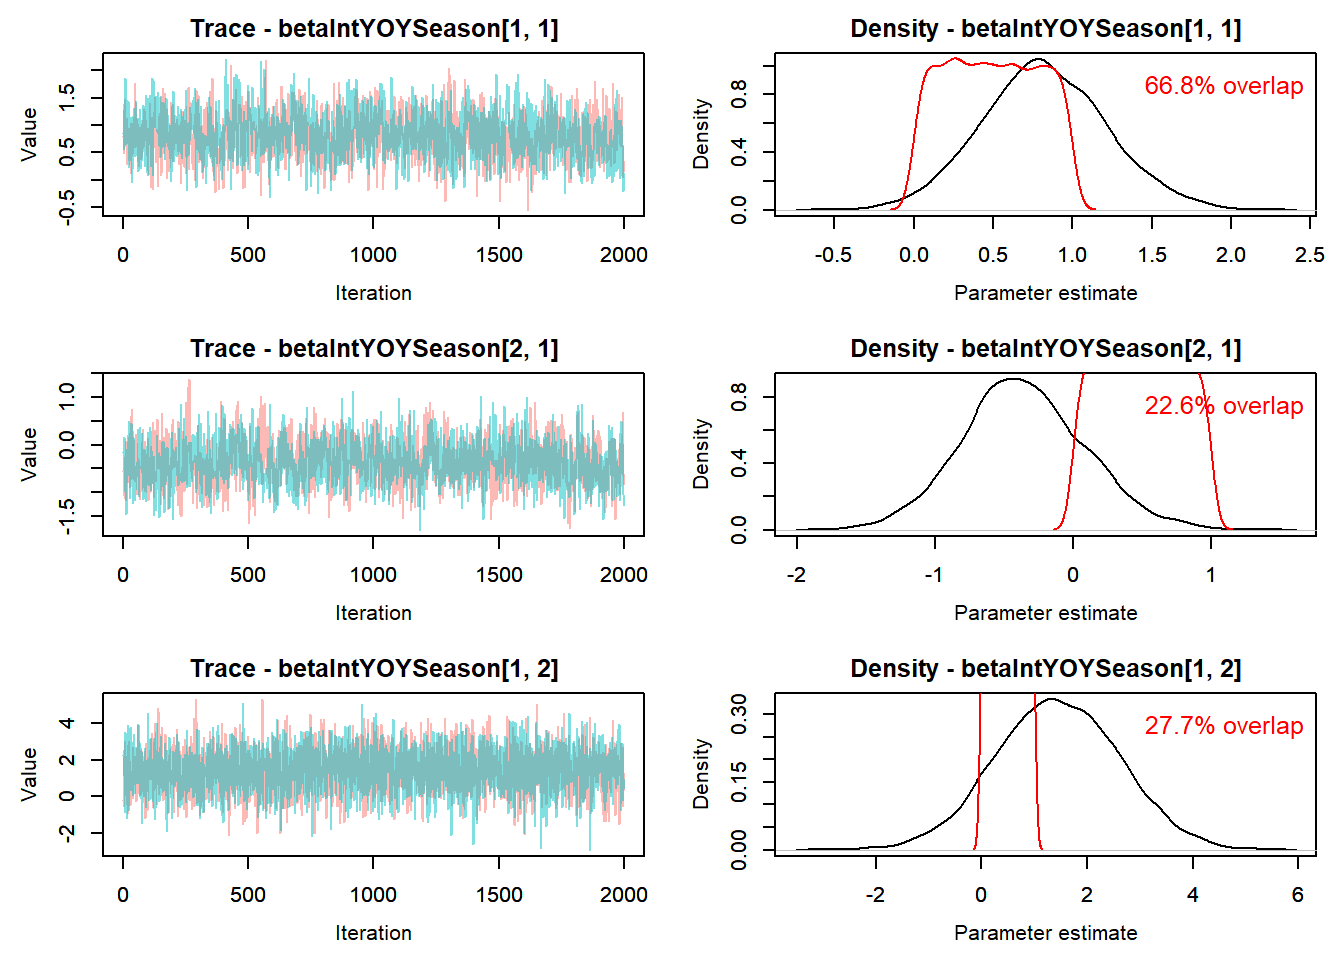 Trace - betaIntYOYSeason[1, 1]
Value
-0.5 0.5 1.5
0 500 1000 1500 2000
Iteration
Density - betaIntYOYSeason[1, 1]
66.8% overlap
Density
0.0 0.4 0.8
-0.5 0.0 0.5 1.0 1.5 2.0 2.5
Parameter estimate
Trace - betaIntYOYSeason[2, 1]
Value
-1.5 0.0 1.0
0 500 1000 1500 2000
Iteration
Density - betaIntYOYSeason[2, 1]
22.6% overlap
Density
0.0 0.4 0.8
-2 -1 0 1
Parameter estimate
Trace - betaIntYOYSeason[1, 2]
Value
-2 0 2 4
0 500 1000 1500 2000
Iteration
Density - betaIntYOYSeason[1, 2]
27.7% overlap
Density
0.00 0.15 0.30
-2 0 2 4 6
Parameter estimate